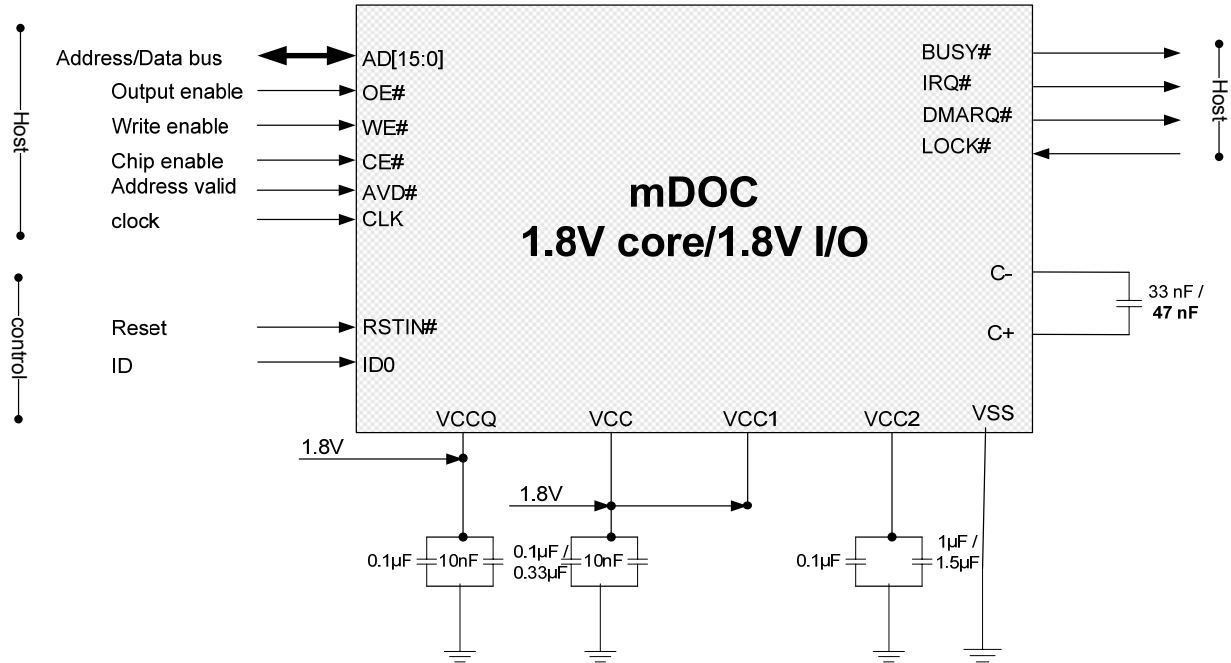 Host
Address/Data bus
Output enable
Write enable
Chip enable
Address valid
clock
control
Reset
ID
AD[15:0]
OE#
WE#
CE#
AVD#
CLK
RSTIN#
ID0
mDOC
1.8V core/1.8V I/O
BUSY#
IRQ#
DMARQ#
LOCK#
Host
C-
C+
33 nF /
47 nF
VCCQ
VCC
VCC1
VCC2
VSS
1.8V
1.8V
0.1µF
10nF
0.1µF /
0.33µF
10nF
0.1µF
1µF /
1.5µF